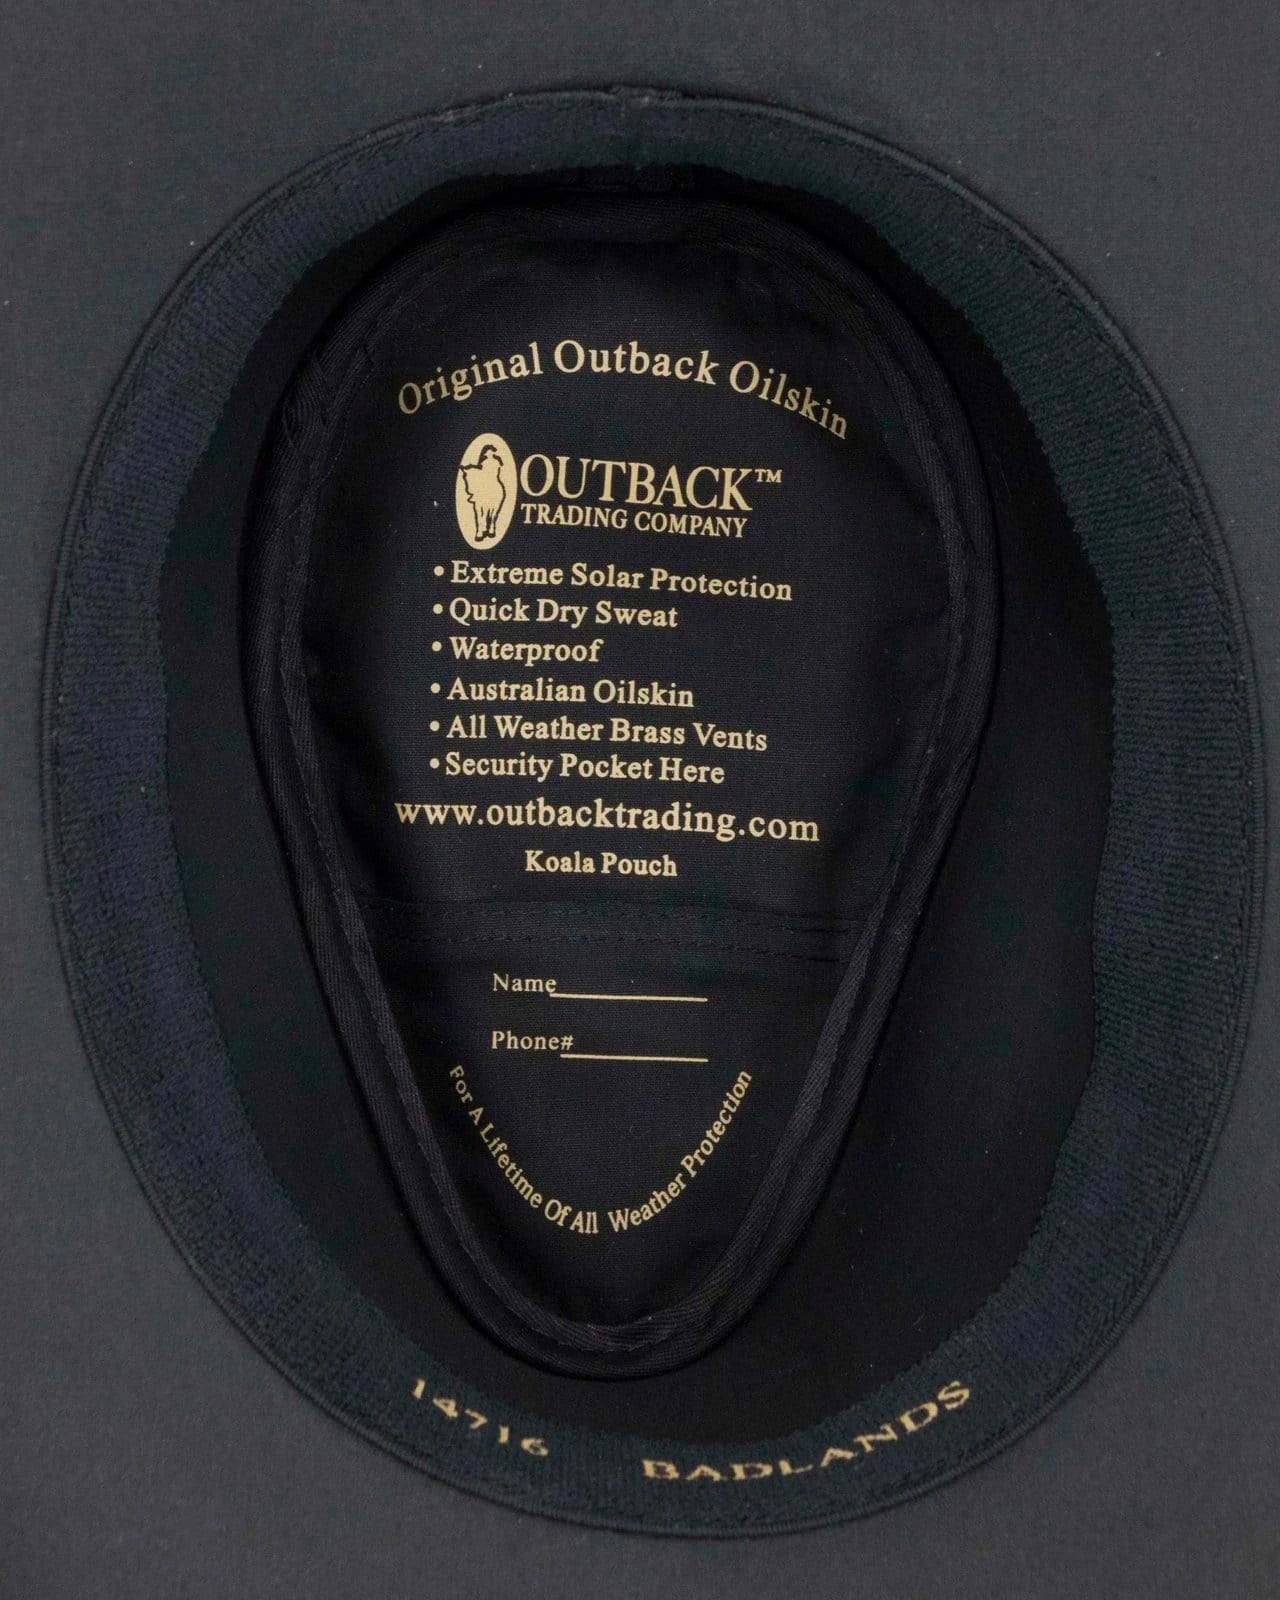 Original Outback Oilskin
OUTBACK™
TRADING COMPANY
• Extreme Solar Protection
• Quick Dry Sweat
• Waterproof
• Australian Oilskin
• All Weather Brass Vents
• Security Pocket Here
www.outbacktrading.com
Koala Pouch
Name
Phone#
For A Lifetime Of All Weather Protection
14716 BADLANDS